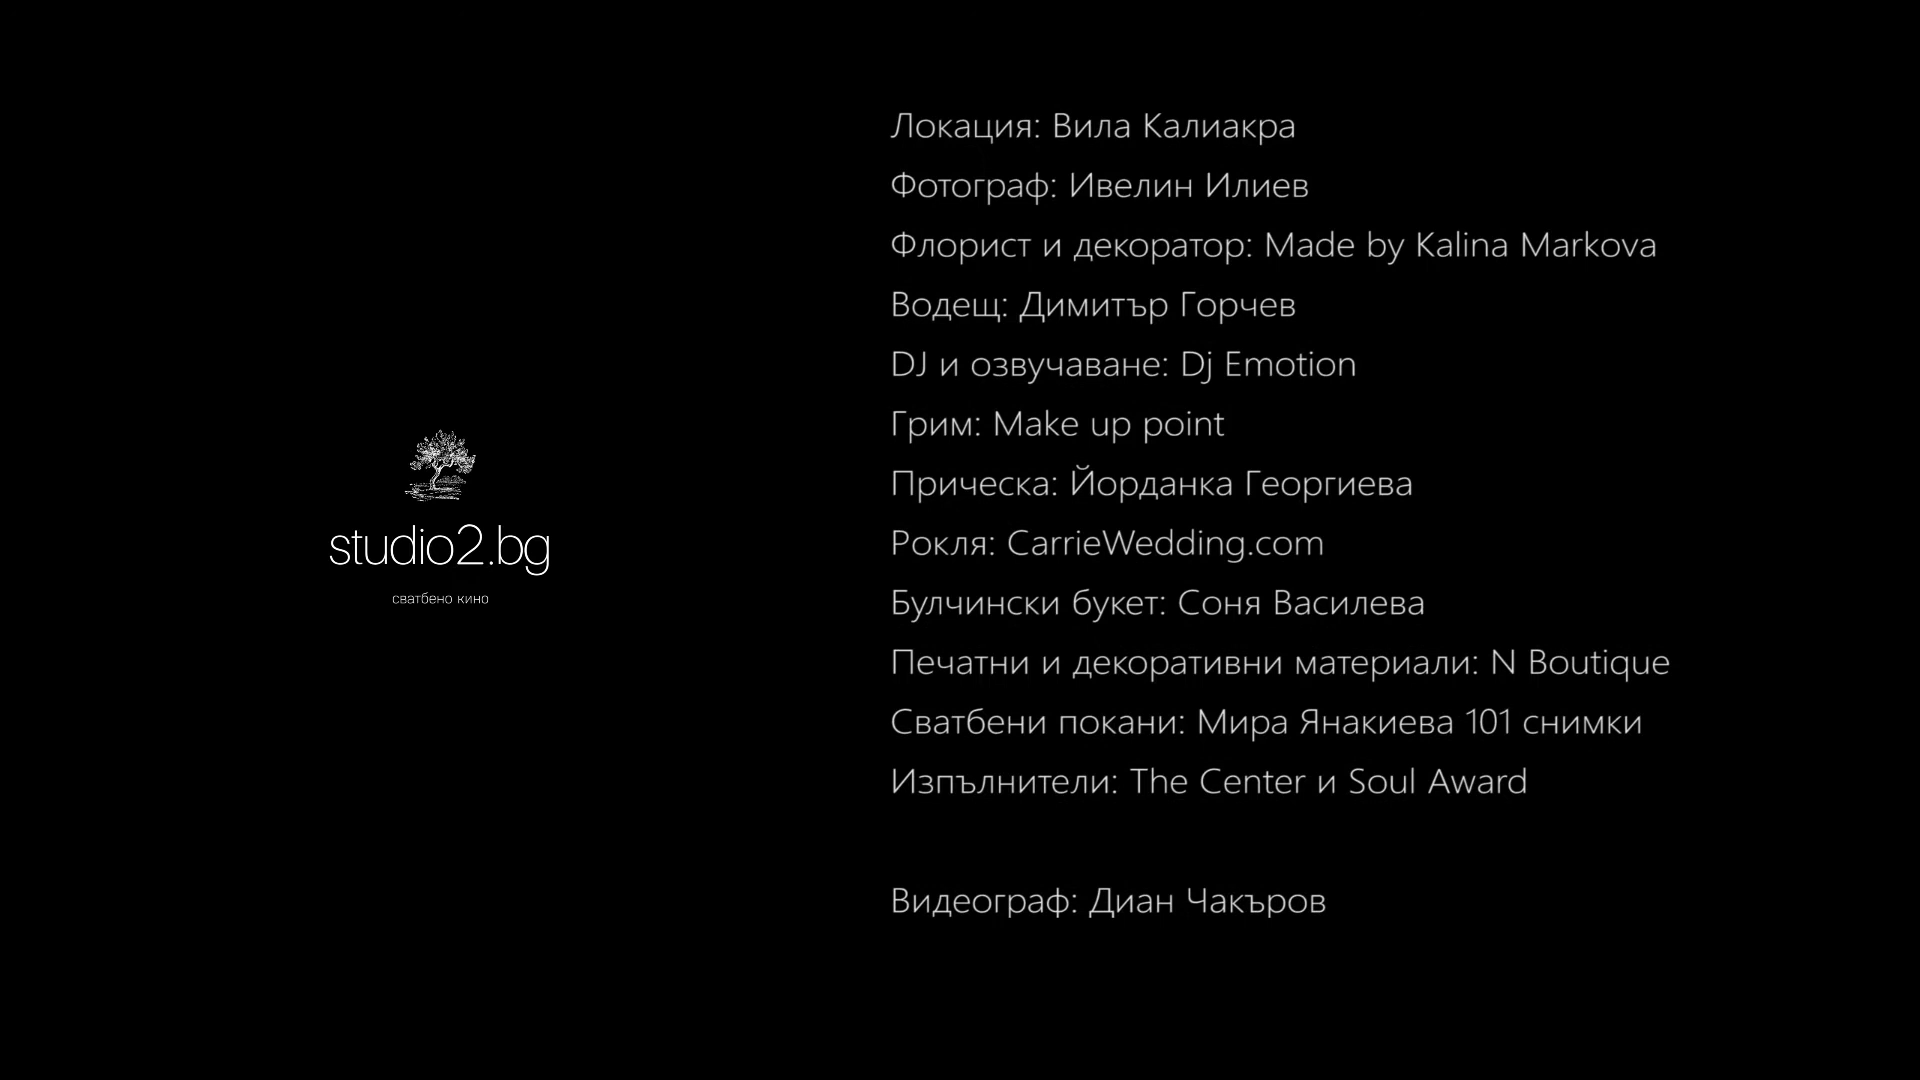 studio2.bg
сватбено кино
Локация: Вила Калиакра
Фотограф: Ивелин Илиев
Флорист и декоратор: Made by Kalina Markova
Водещ: Димитър Горчев
DJ и озвучаване: Dj Emotion
Грим: Make up point
Прическа: Йорданка Георгиева
Рокля: CarrieWedding.com
Булчински букет: Соня Василева
Печатни и декоративни материали: N Boutique
Сватбени покани: Мира Янакиева 101 снимки
Изпълнители: The Center и Soul Award
Видеограф: Диан Чакъров